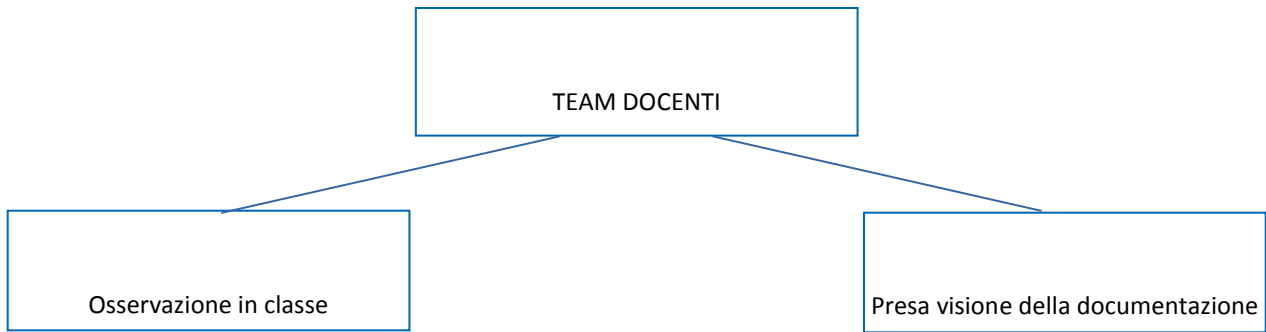 TEAM DOCENTI
Osservazione in classe
Presa visione della documentazione